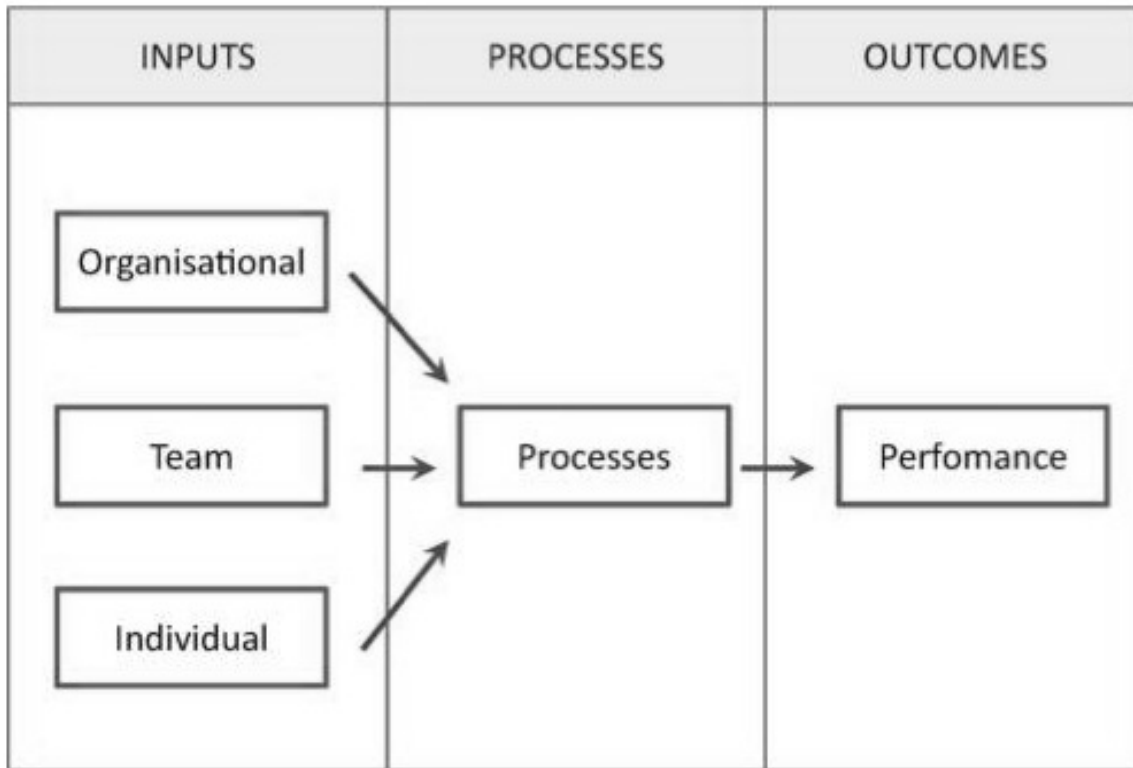 INPUTS
PROCESSES
OUTCOMES
Organisational
Team
Processes
Perfomance
Individual